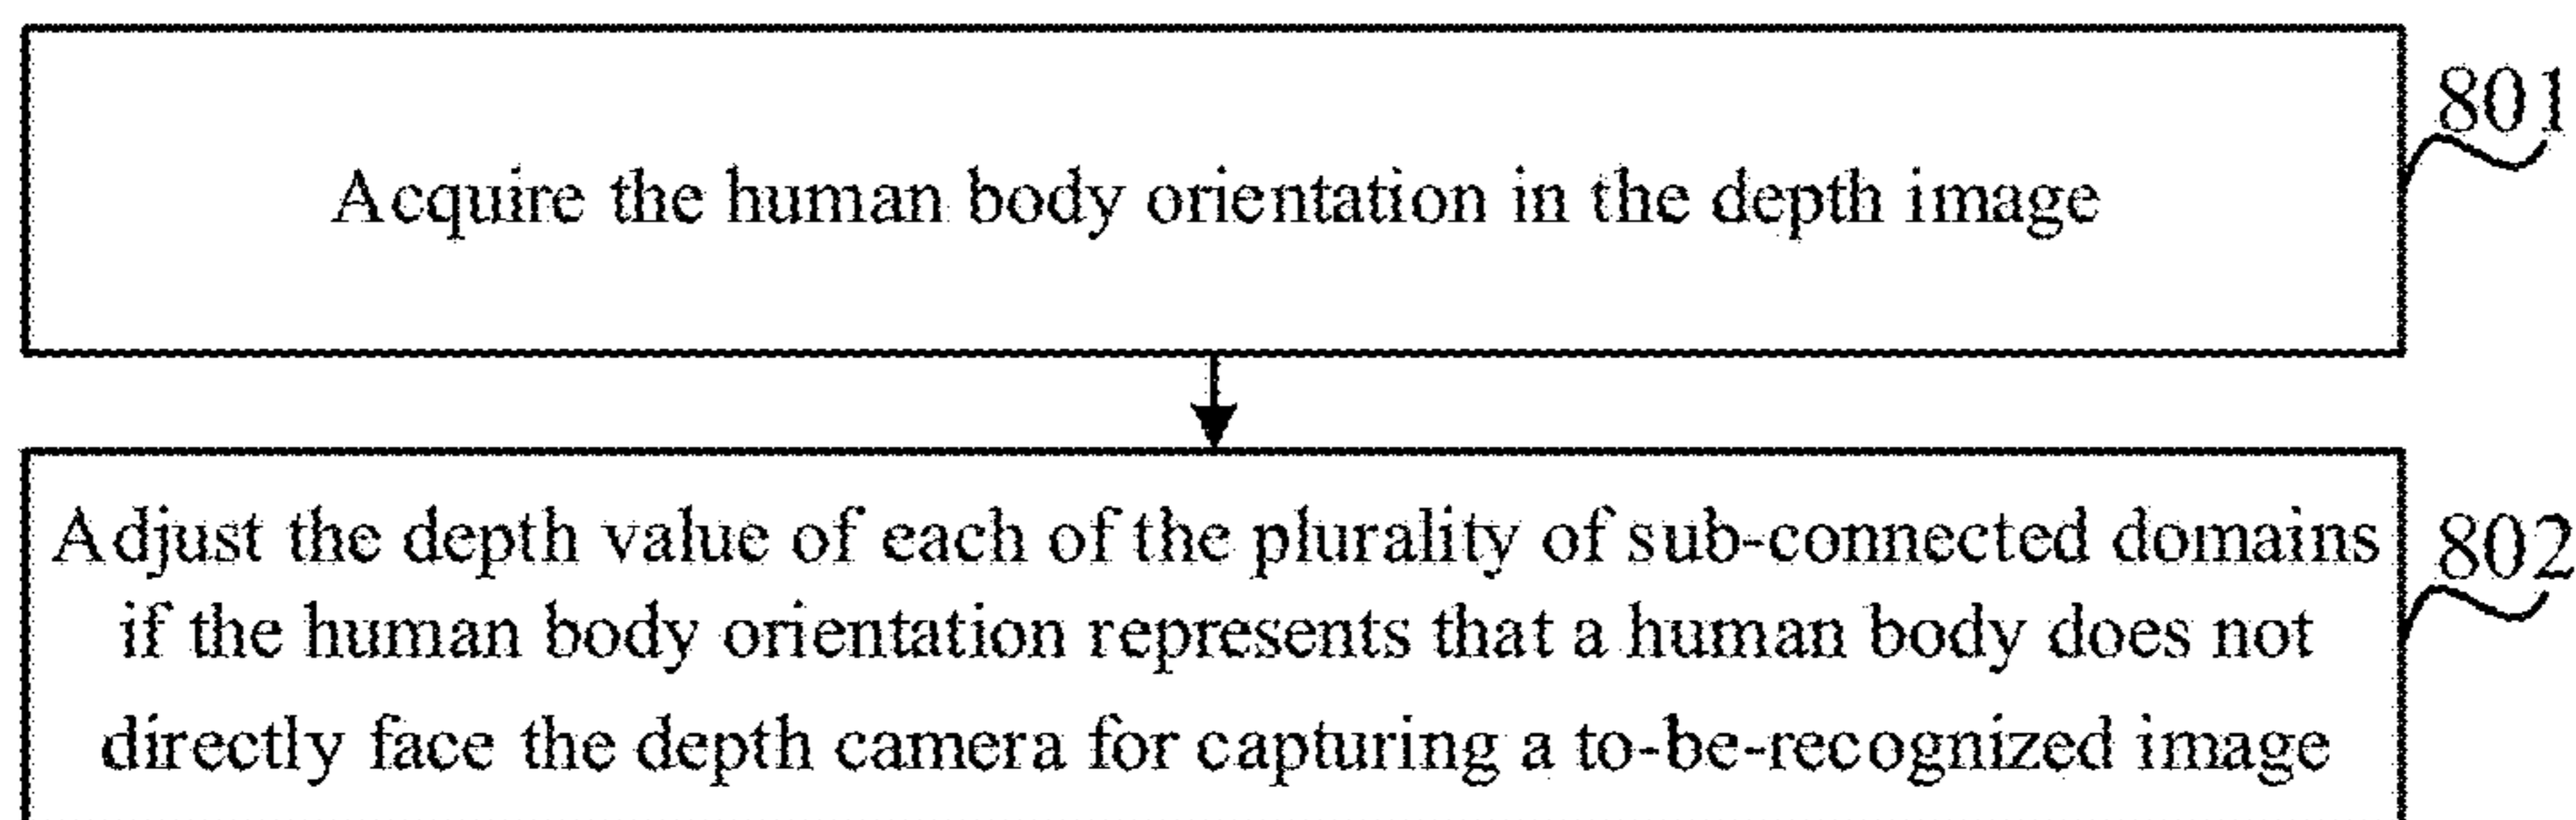 801
Acquire the human body orientation in the depth image
Adjust the depth value of each of the plurality of sub-connected domains
802
if the human body orientation represents that a human body does not
directly face the depth camera for capturing a to-be-recognized image